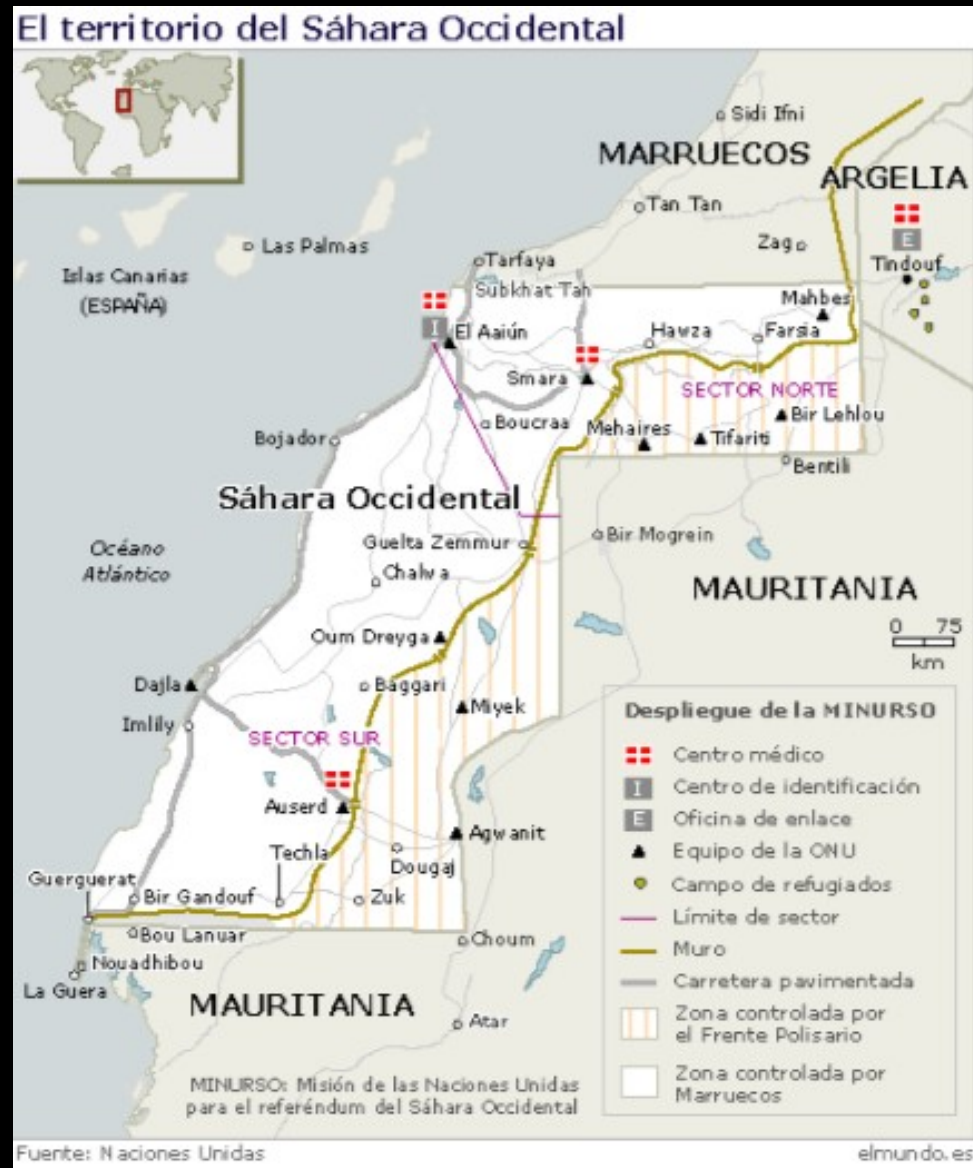 El territorio del Sáhara Occidental
Sidi Ifni
MARRUECOS
ARGELIA
Tan Tan
Las Palmas
Zag
Islas Canarias
(ESPAÑA)
Tarfaya
Tindouf
E
Subkhat Tah
Mahbes
I
El Aaiún
Hawza
Farsia
Smara
SECTOR NORTE
Boucraa
Mehaires
Bir Lehlou
Tifariti
Bojador
Bentili
Sáhara Occidental
Guelta Zemmur
Bir Mogrein
Océano
Atlántico
Chalwa
MAURITANIA
0 75
km
Oum Dreyga
Dajla
Baggari
Miyek
Imlily
SECTOR SUR
Auserd
Agwanit
Techla
Dougaj
Guerguerat
Bir Gandouf
Zuk
Bou Lanuar
Choum
Nouadhibou
La Guera
MAURITANIA
Atar
Despliegue de la MINURSO
Centro médico
I Centro de identificación
E Oficina de enlace
Equipo de la ONU
Campo de refugiados
Límite de sector
Muro
Carretera pavimentada
Zona controlada por
el Frente Polisario
Zona controlada por
Marruecos
MINURSO: Misión de las Naciones Unidas
para el referéndum del Sáhara Occidental
Fuente: Naciones Unidas
elmundo.es